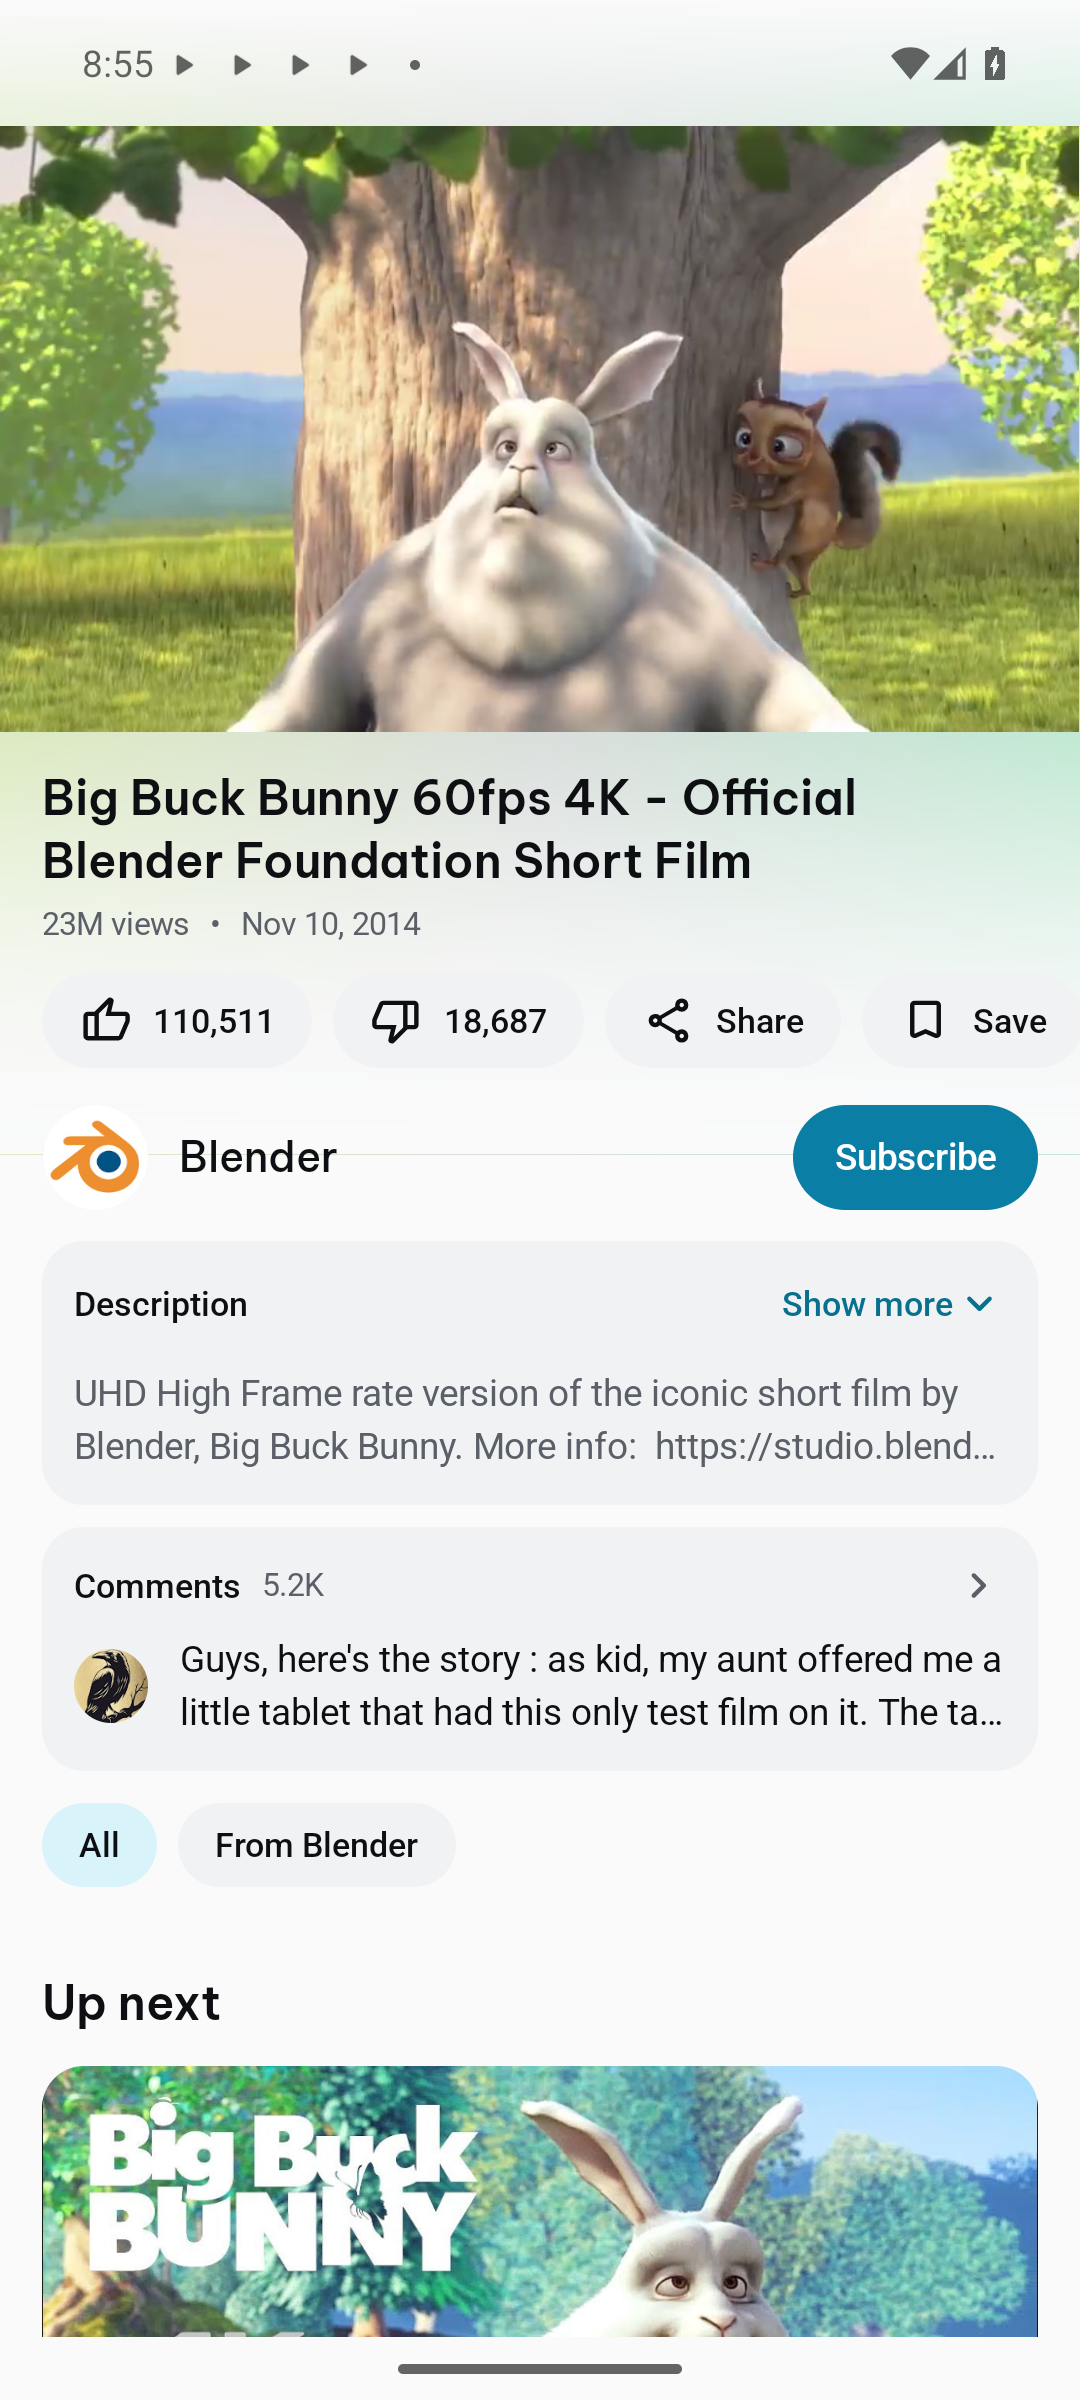 8:55
Big Buck Bunny 60fps 4K - Official
Blender Foundation Short Film
23M views • Nov 10, 2014
110,511
18,687
Share
Save
Blender
Subscribe
Description
Show more
UHD High Frame rate version of the iconic short film by
Blender, Big Buck Bunny. More info:  https://studio.blend…
Comments 5.2K
Guys, here's the story : as kid, my aunt offered me a
little tablet that had this only test film on it. The ta…
All
From Blender
Up next
Big Buck
BUNNY